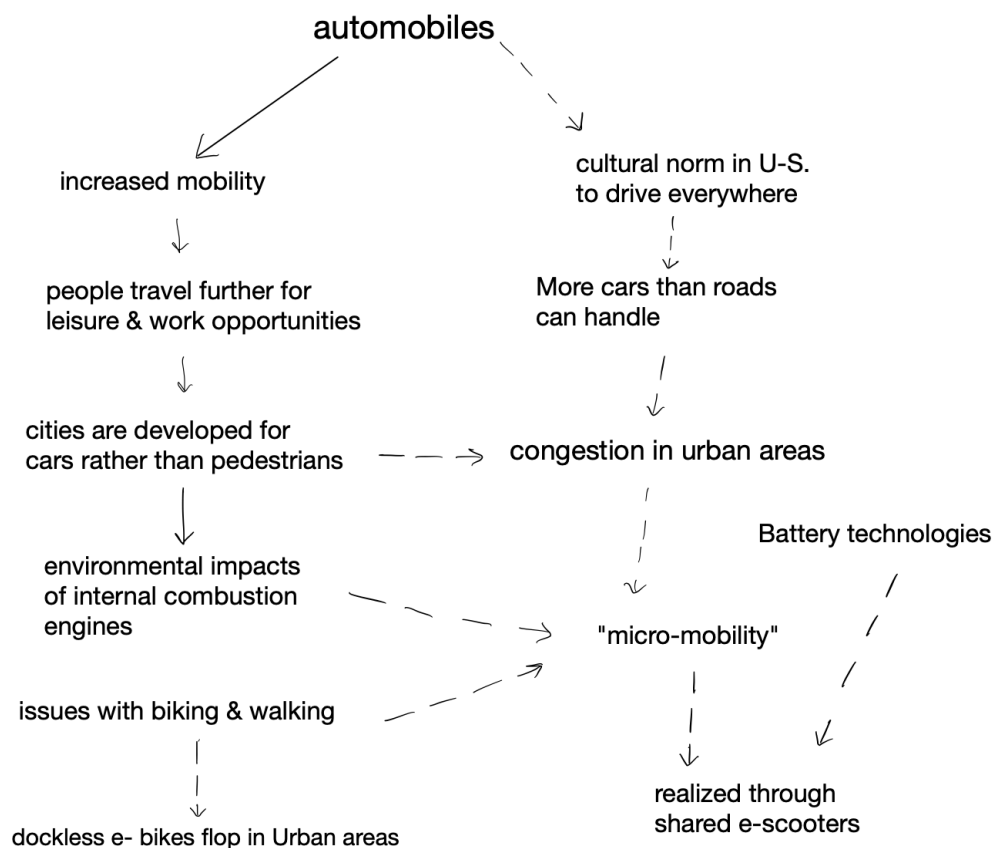 automobiles
increased mobility
cultural norm in U-S.
to drive everywhere
people travel further for
leisure & work opportunities
More cars than roads
can handle
cities are developed for
cars rather than pedestrians
congestion in urban areas
Battery technologies
environmental impacts
of internal combustion
engines
"micro-mobility"
issues with biking & walking
realized through
shared e-scooters
dockless e- bikes flop in Urban areas